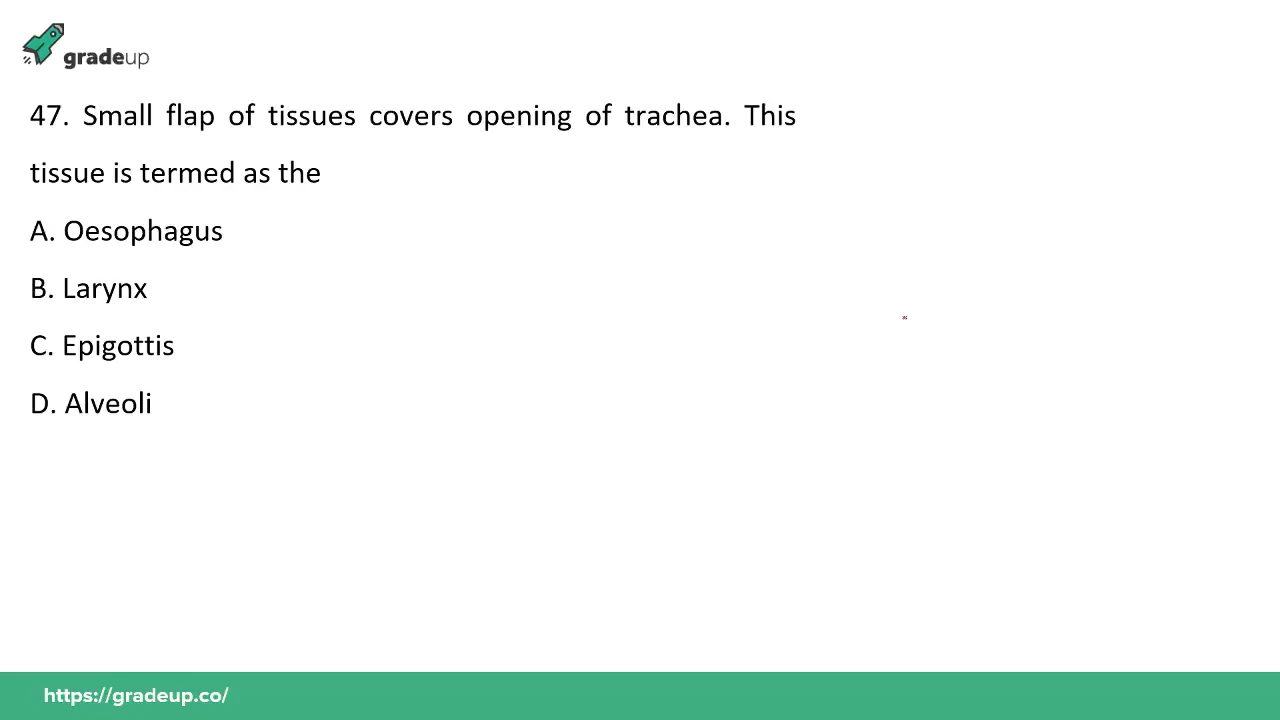 gradeup
47. Small flap of tissues covers opening of trachea. This
tissue is termed as the
A. Oesophagus
B. Larynx
C. Epigottis
D. Alveoli
https://gradeup.co/